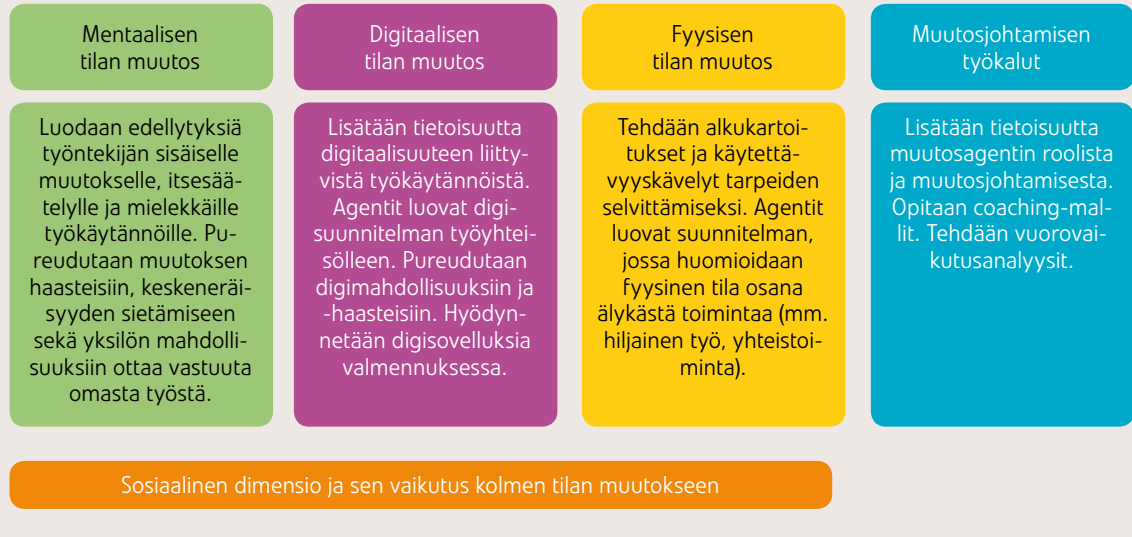 Mentaalisen
tilan muutos
Luodaan edellytyksiä
työntekijän sisäiselle
muutokselle, itsesää-
telylle ja mielekkäille
työkäytännöille. Pu-
reudutaan muutoksen
haasteisiin, keskeneräi-
syyden sietämiseen
sekä yksilön mahdolli-
suuksiin ottaa vastuuta
omasta työstä.
Digitaalisen
tilan muutos
Lisätään tietoisuutta
digitaalisuuteen liitty-
vistä työkäytännöistä.
Agentit luovat digi-
suunnitelman työyhtei-
sölleen. Pureudutaan
digimahdollisuuksiin ja
-haasteisiin. Hyödyn-
netään digisovelluksia
valmennuksessa.
Fyysisen
tilan muutos
Tehdään alkukartoi-
tukset ja käytettä-
vyyskävelyt tarpeiden
selvittämiseksi. Agentit
luovat suunnitelman,
jossa huomioidaan
fyysinen tila osana
älykästä toimintaa (mm.
hiljainen työ, yhteistoi-
minta).
Muutosjohtamisen
työkalut
Lisätään tietoisuutta
muutosagentin roolista
ja muutosjohtamisesta.
Opitaan coaching-mal-
lit. Tehdään vuorovai-
kutusanalyysit.
Sosiaalinen dimensio ja sen vaikutus kolmen tilan muutokseen